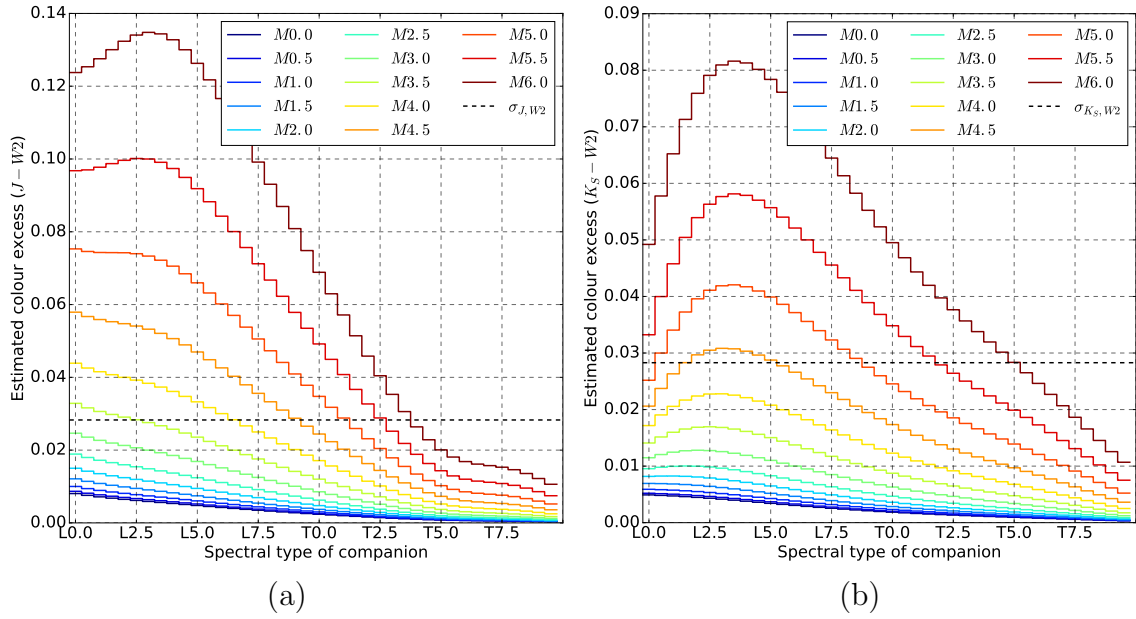 0.14
0.12
0.10
0.08
0.06
0.04
0.02
0.00
Estimated colour excess (J − W2)
L0.0 L2.5 L5.0 L7.5 T0.0 T2.5 T5.0 T7.5
Spectral type of companion
M0.0 M2.5 M5.0
M0.5 M3.0 M5.5
M1.0 M3.5 M6.0
M1.5 M4.0 σJ,W2
M2.0 M4.5
(a)
0.09
0.08
0.07
0.06
0.05
0.04
0.03
0.02
0.01
0.00
Estimated colour excess (KS − W2)
L0.0 L2.5 L5.0 L7.5 T0.0 T2.5 T5.0 T7.5
Spectral type of companion
M0.0 M2.5 M5.0
M0.5 M3.0 M5.5
M1.0 M3.5 M6.0
M1.5 M4.0 σKS,W2
M2.0 M4.5
(b)